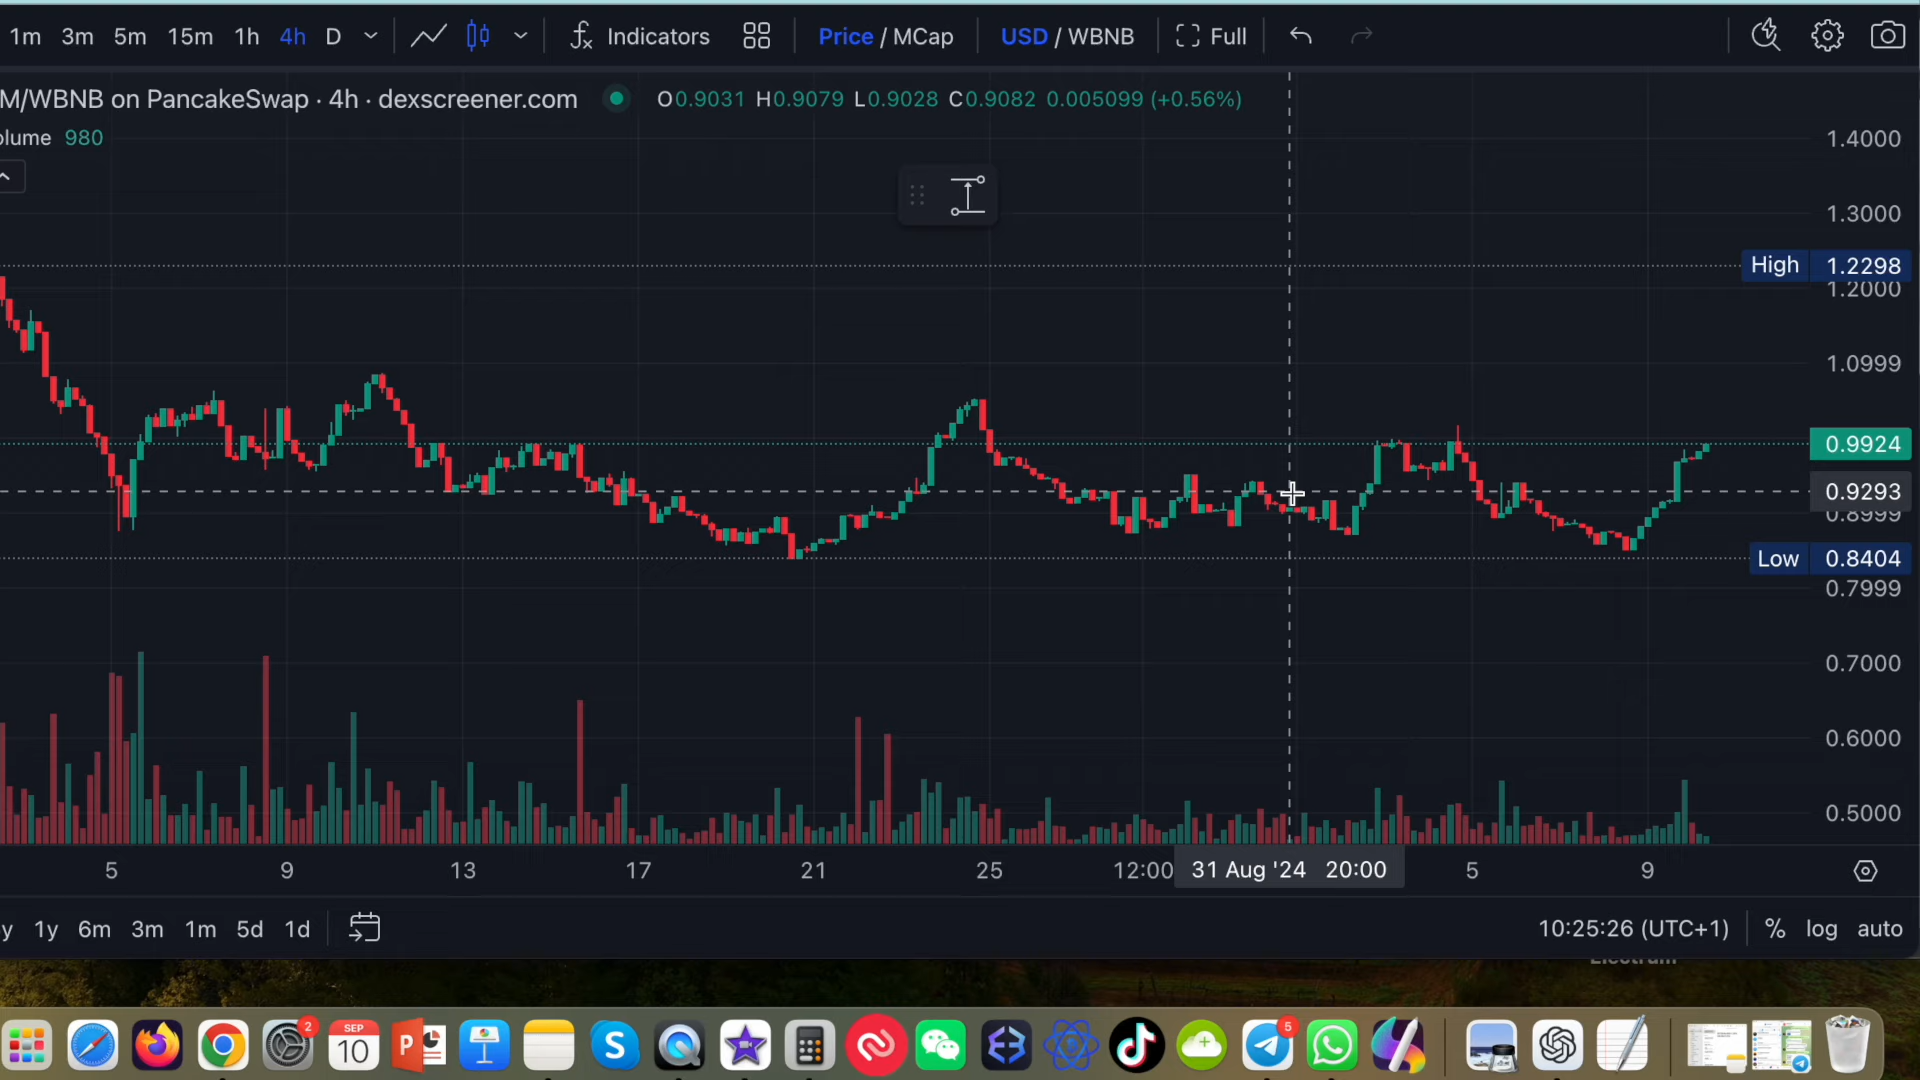 1m 3m 5m 15m 1h 4h D Indicators Price / MCap USD / WBNB Full
M/WBNB on PancakeSwap · 4h · dexscreener.com O0.9031 H0.9079 L0.9028 C0.9082 0.005099 (+0.56%)
olume 980
1.4000
1.3000
High 1.2298
1.2000
1.0999
0.9924
0.9293
0.8999
Low 0.8404
0.7999
0.7000
0.6000
0.5000
5 9 13 17 21 25 12:00 31 Aug '24 20:00 5 9
y 1y 6m 3m 1m 5d 1d 10:25:26 (UTC+1) % log auto
Electrum
2 SEP 10 P S 5